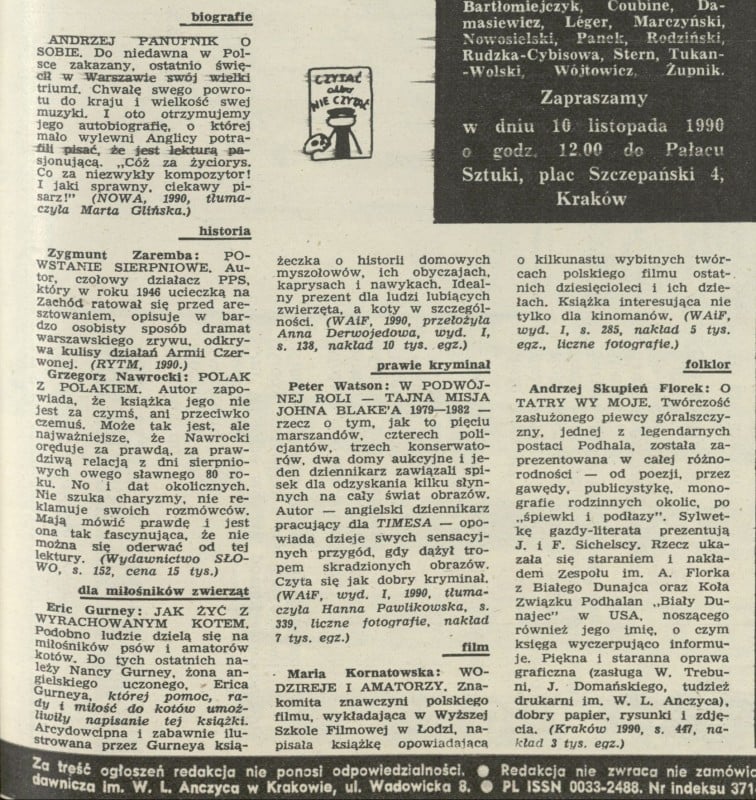 biografie
ANDRZEJ PANUFNIK O
SOBIE. Do niedawna w Pol-
sce zakazany, ostatnio świę-
cił w Warszawie swój wielki
triumf. Chwałę swego powro-
tu do kraju i wielkość swej
muzyki. I oto otrzymujemy
jego autobiografię, o której
mało wylewni Anglicy potra-
fili pisać, że jest lekturą pa-
sjonującą. „Cóż za życiorys.
Co za niezwykły kompozytor!
I jaki sprawny, ciekawy pi-
sarz!” (NOWA, 1990, tłuma-
czyła Marta Glińska.)
historia
Zygmunt Zaremba: PO-
WSTANIE SIERPNIOWE. Au-
tor, czołowy działacz PPS,
który w roku 1946 ucieczką na
Zachód ratował się przed are-
sztowaniem, opisuje w bar-
dzo osobisty sposób dramat
warszawskiego zrywu, odkry-
wa kulisy działań Armii Czer-
wonej. (RYTM, 1990.)
Grzegorz Nawrocki: POLAK
Z POLAKIEM. Autor zapo-
wiada, że książka jego nie
jest za czymś, ani przeciwko
czemuś. Może tak jest, ale
najważniejsze, że Nawrocki
oręduje za prawdą, za praw-
dziwą relacją z dni sierpnio-
wych owego sławnego 80 ro-
ku. No i dat okolicznych.
Nie szuka charyzmy, nie re-
klamuje swoich rozmówców.
Mają mówić prawdę i jest
ona tak fascynująca, że nie
można się oderwać od tej
lektury. (Wydawnictwo SŁO-
WO, s. 152, cena 15 tys.)
dla miłośników zwierząt
Eric Gurney: JAK ŻYĆ Z
WYRACHOWANYM KOTEM.
Podobno ludzie dzielą się na
miłośników psów i amatorów
kotów. Do tych ostatnich na-
leży Nancy Gurney, żona an-
gielskiego uczonego, Erica
Gurneya, której pomoc, ra-
dy i miłość do kotów umoż-
liwiły napisanie tej książki.
Arcydowcipna i zabawnie ilu-
strowana przez Gurneya ksią-
CZYTAĆ
albo
NIE CZYTAĆ
żeczka o historii domowych
myszołowów, ich obyczajach,
kaprysach i nawykach. Ideal-
ny prezent dla ludzi lubiących
zwierzęta, a koty w szczegól-
ności. (WAiF, 1990, przełożyła
Anna Derwojedowa, wyd. I,
s. 138, nakład 10 tys. egz.)
prawie kryminał
Peter Watson: W PODWÓJ-
NEJ ROLI — TAJNA MISJA
JOHNA BLAKE'A 1979—1982 —
rzecz o tym, jak to pięciu
marszandów, czterech poli-
cjantów, trzech konserwato-
rów, dwa domy aukcyjne i je-
den dziennikarz zawiązali spi-
sek dla odzyskania kilku słyn-
nych na cały świat obrazów.
Autor — angielski dziennikarz
pracujący dla TIMESA — opo-
wiada dzieje swych sensacyj-
nych przygód, gdy dążył tro-
pem skradzionych obrazów.
Czyta się jak dobry kryminał.
(WAiF, wyd. I, 1990, tłuma-
czyła Hanna Pawlikowska, s.
339, liczne fotografie, nakład
7 tys. egz.)
film
Maria Kornatowska: WO-
DZIREJE I AMATORZY. Zna-
komita znawczyni polskiego
filmu, wykładająca w Wyższej
Szkole Filmowej w Łodzi, na-
pisała książkę opowiadającą
Bartłomiejczyk, Coubine, Da-
masiewicz, Léger, Marczyński,
Nowosielski, Panek, Rodziński,
Rudzka-Cybisowa, Stern, Tukan-
-Wolski, Wójtowicz, Żupnik.
Zapraszamy
w dniu 10 listopada 1990
o godz. 12.00 do Pałacu
Sztuki, plac Szczepański 4,
Kraków
o kilkunastu wybitnych twór-
cach polskiego filmu ostat-
nich dziesięcioleci i ich dzie-
łach. Książka interesująca nie
tylko dla kinomanów. (WAiF,
wyd. I, s. 285, nakład 5 tys.
egz., liczne fotografie.)
folklor
Andrzej Skupień Florek: O
TATRY WY MOJE. Twórczość
zasłużonego piewcy góralszczy-
zny, jednej z legendarnych
postaci Podhala, została za-
prezentowana w całej różno-
rodności — od poezji, przez
gawędy, publicystykę, mono-
grafie rodzinnych okolic, po
„śpiewki i podłazy”. Sylwet-
kę gazdy-literata prezentują
J. i F. Sichelscy. Rzecz uka-
zała się staraniem i nakła-
dem Zespołu im. A. Florka
z Białego Dunajca oraz Koła
Związku Podhalan „Biały Du-
najec” w USA, noszącego
również jego imię, o czym
księga wyczerpująco informu-
je. Piękna i staranna oprawa
graficzna (zasługa W. Trebu-
ni, J. Domańskiego, tudzież
drukarni im. W. L. Anczyca),
dobry papier, rysunki i zdję-
cia. (Kraków 1990, s. 447, na-
kład 3 tys. egz.)
Za treść ogłoszeń redakcja nie ponosi odpowiedzialności. ● Redakcja nie zwraca nie zamówio
dawnicza im. W. L. Anczyca w Krakowie, ul. Wadowicka 8. ● PL ISSN 0033-2488. Nr indeksu 371